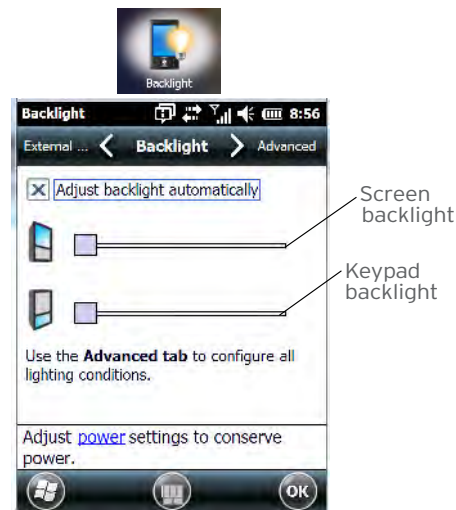 Backlight
Backlight 8:56
External ... Backlight Advanced
Adjust backlight automatically
Screen
backlight
Keypad
backlight
Use the Advanced tab to configure all
lighting conditions.
Adjust power settings to conserve
power.
OK